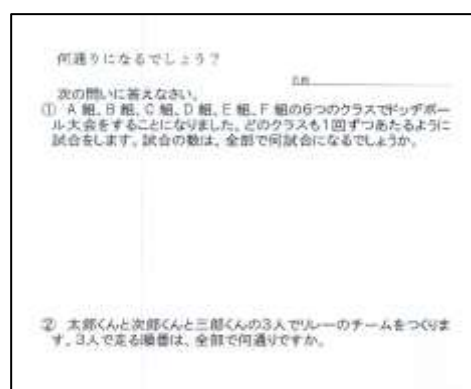 何通りになるでしょう？
名前
次の問いに答えなさい。
① A 組、B 組、C 組、D 組、E 組、F 組の6つのクラスでドッヂボー
ル大会をすることになりました。どのクラスも1回ずつあたるように
試合をします。試合の数は、全部で何試合になるでしょうか。
② 太郎くんと次郎くんと三郎くんの3人でリレーのチームをつくりま
す。3人で走る順番は、全部で何通りですか。